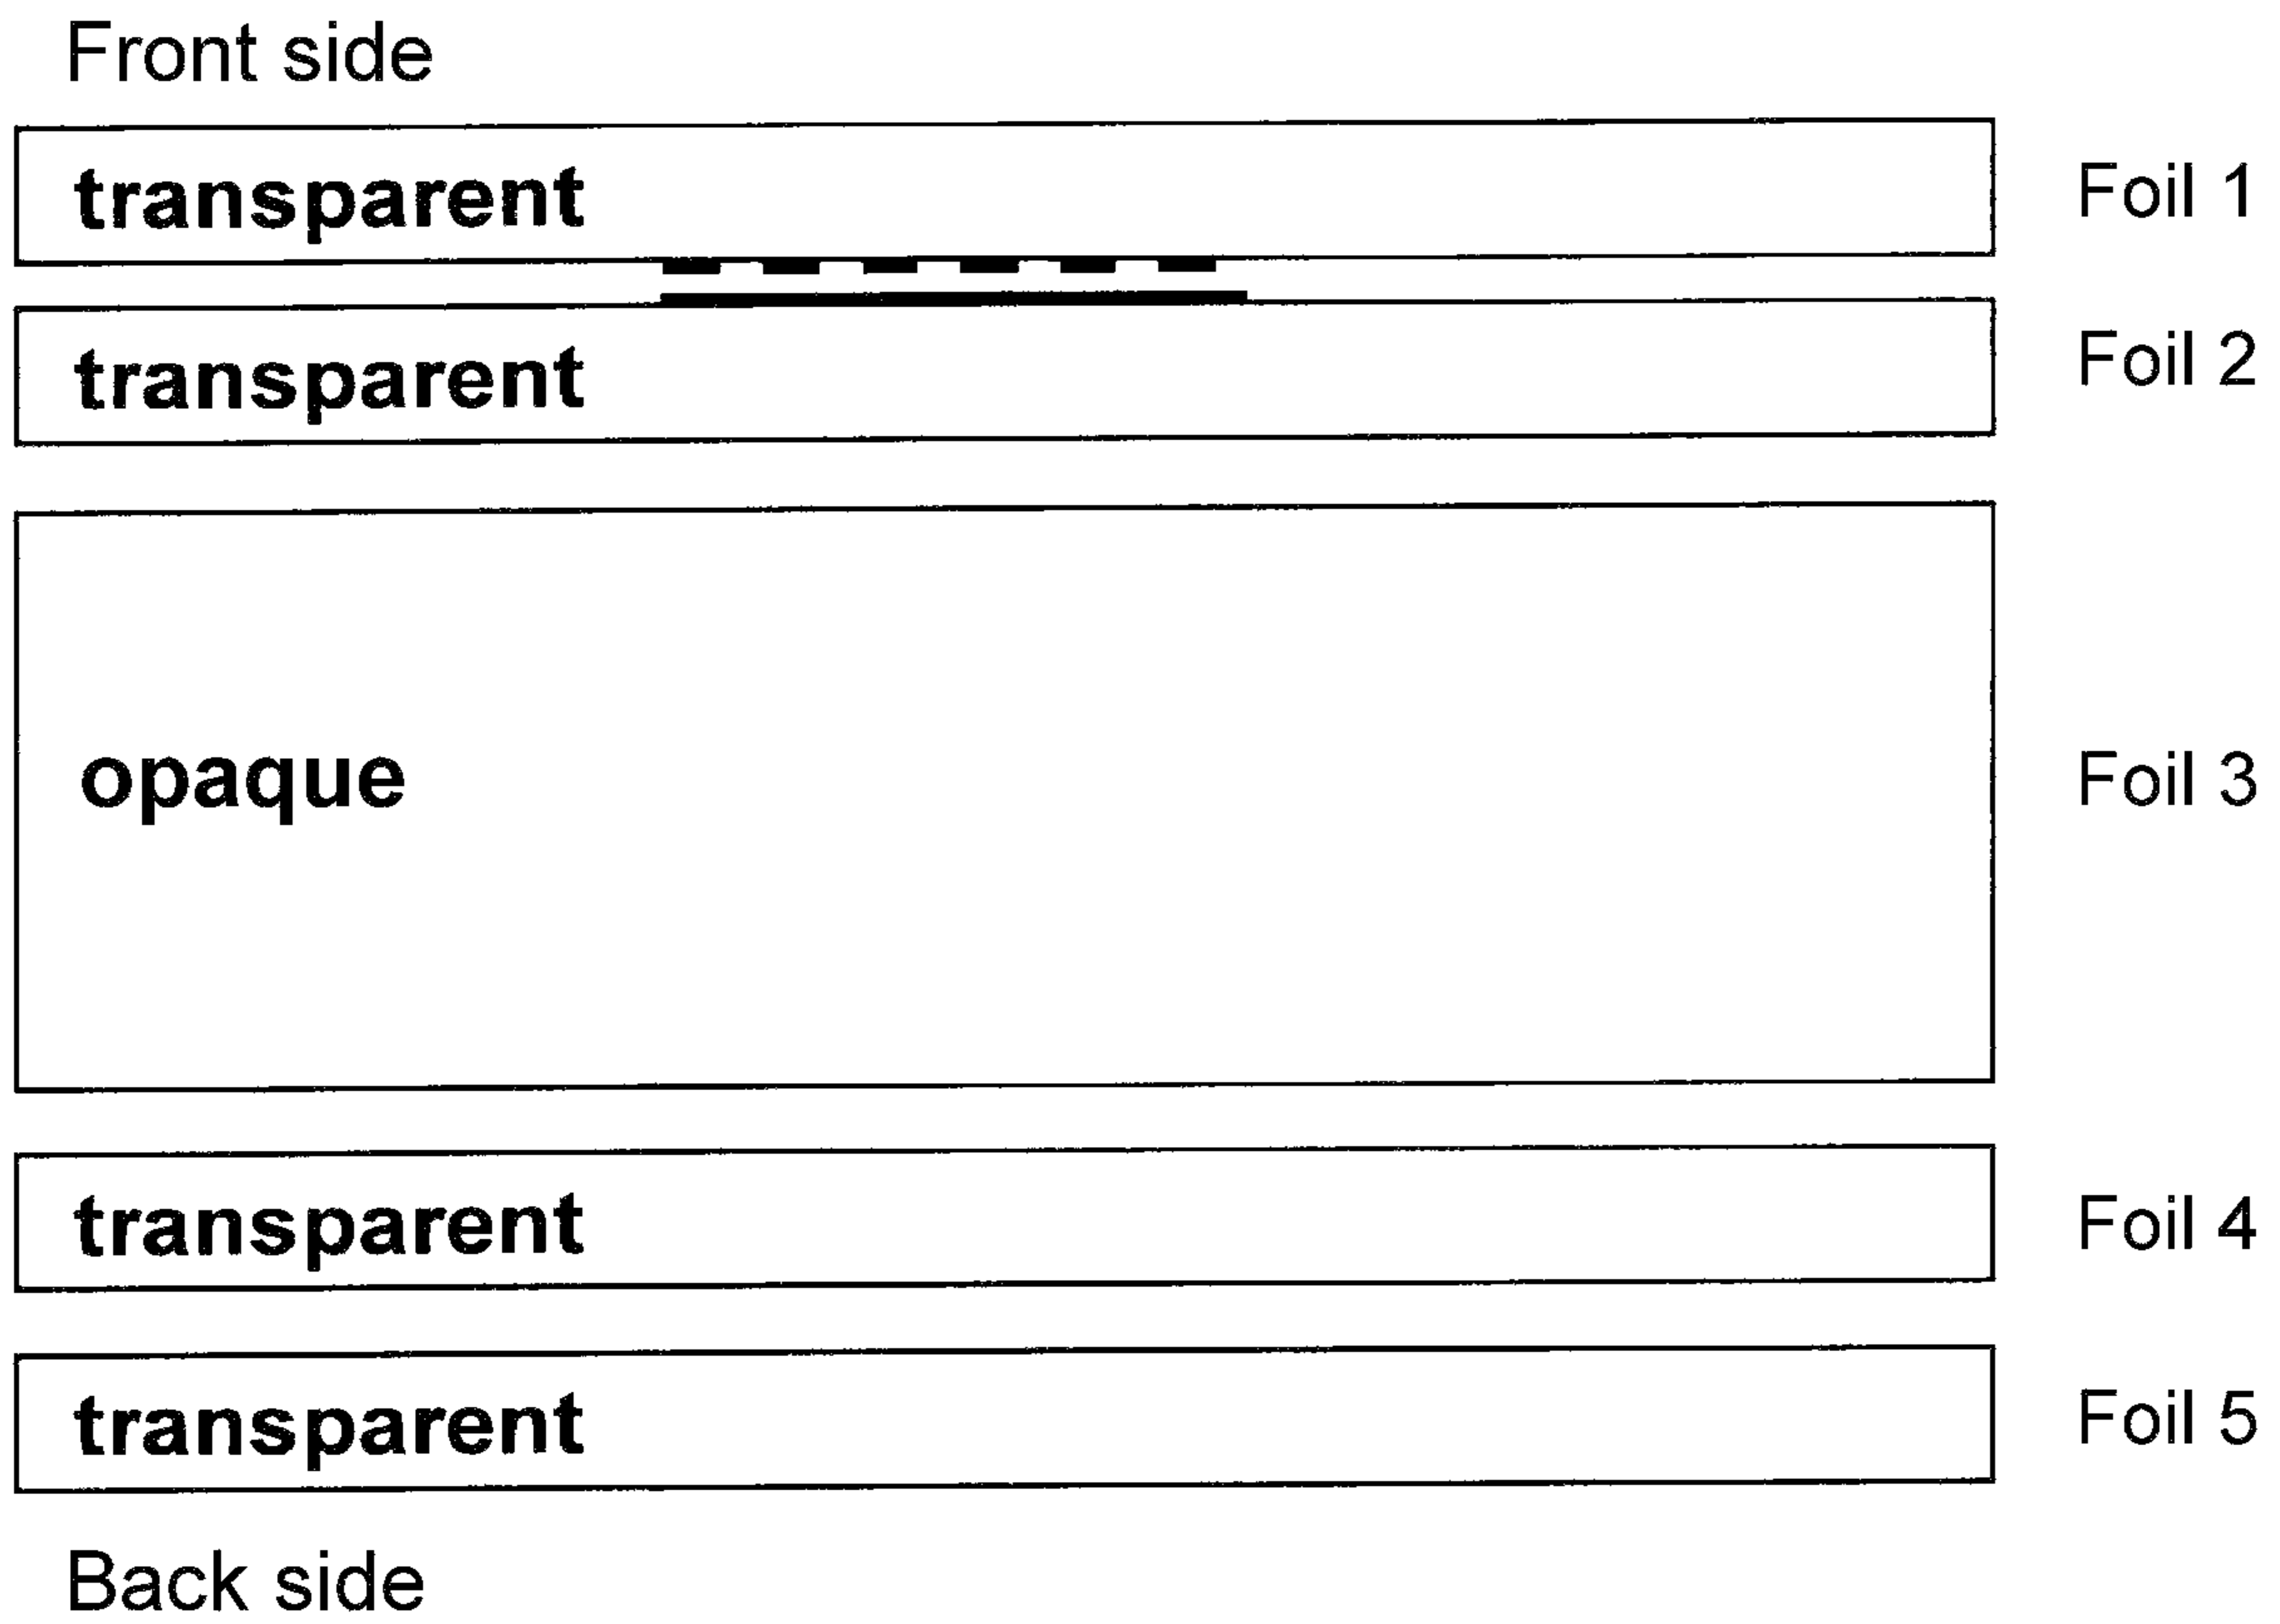 Front side
transparent Foil 1
transparent Foil 2
opaque Foil 3
transparent Foil 4
transparent Foil 5
Back side